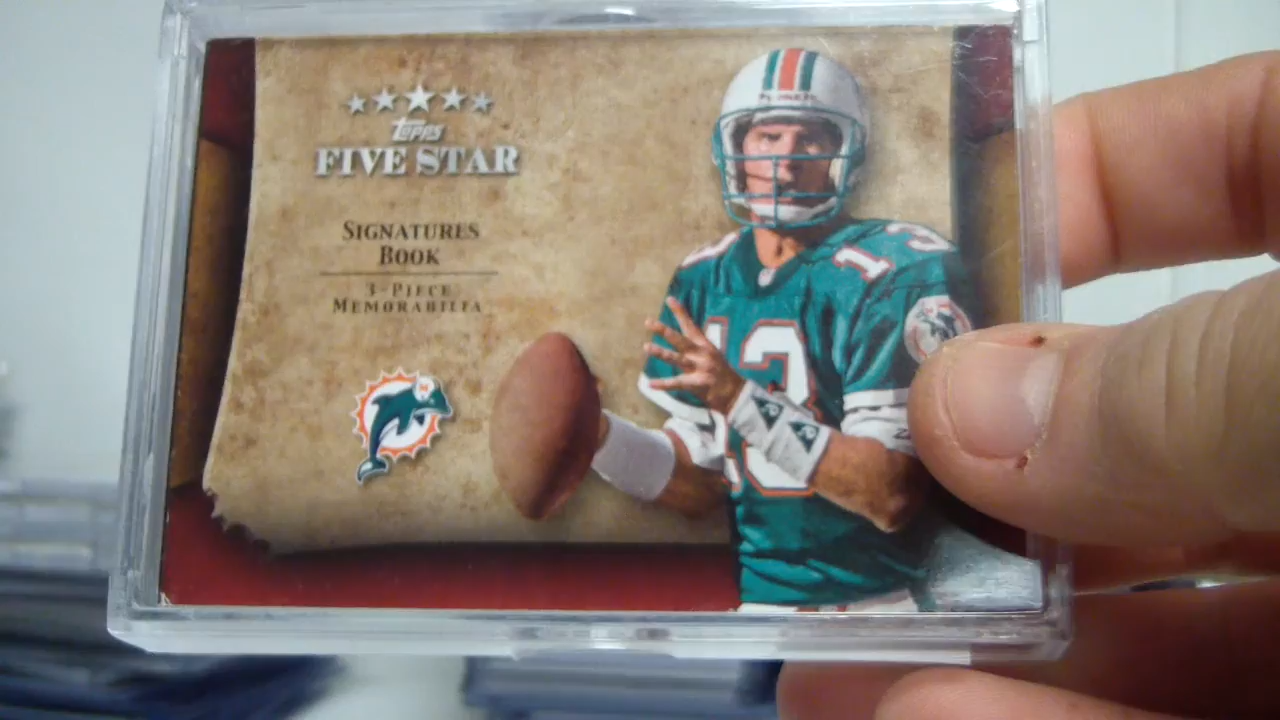 Topps
FIVE STAR
SIGNATURES
BOOK
3-PIECE
MEMORABILIA
13
13